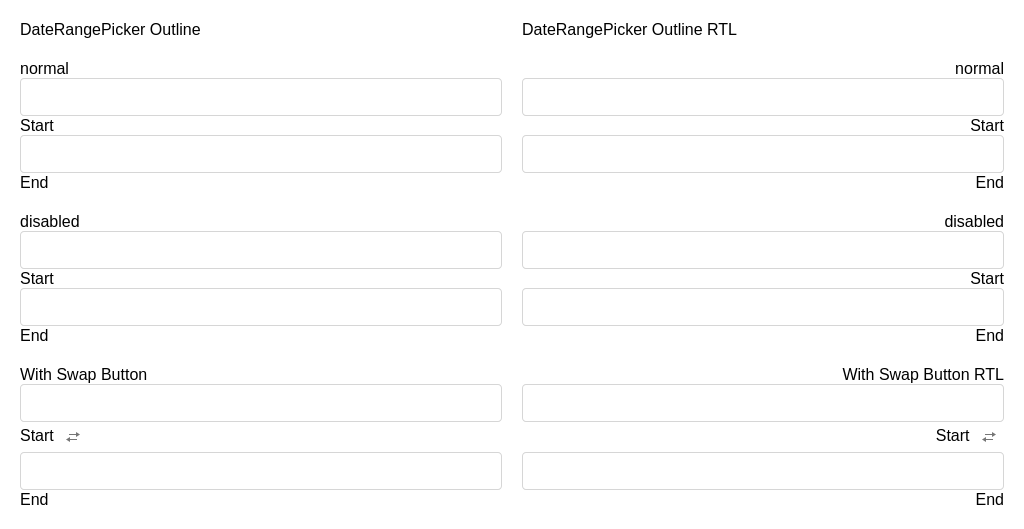 DateRangePicker Outline
normal
Start
End
disabled
Start
End
With Swap Button
Start
End
DateRangePicker Outline RTL
normal
Start
End
disabled
Start
End
With Swap Button RTL
Start
End